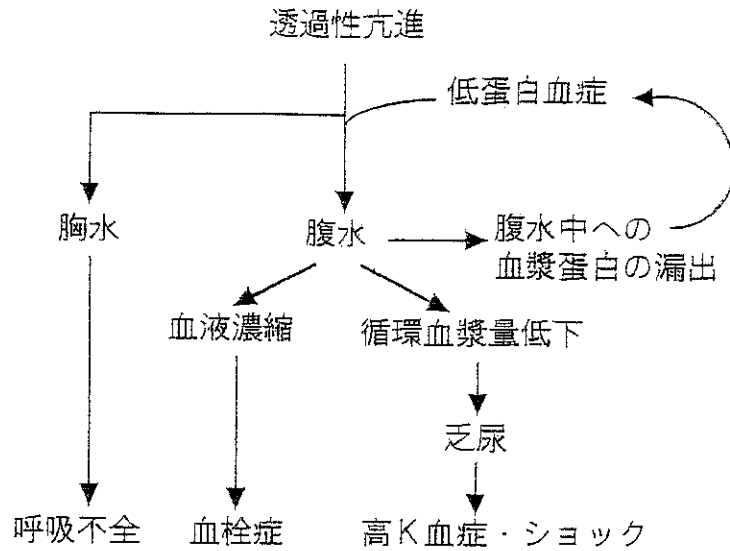 透過性亢進
低蛋白血症
胸水
腹水
腹水中への
血漿蛋白の漏出
血液濃縮
循環血漿量低下
乏尿
呼吸不全
血栓症
高K血症・ショック